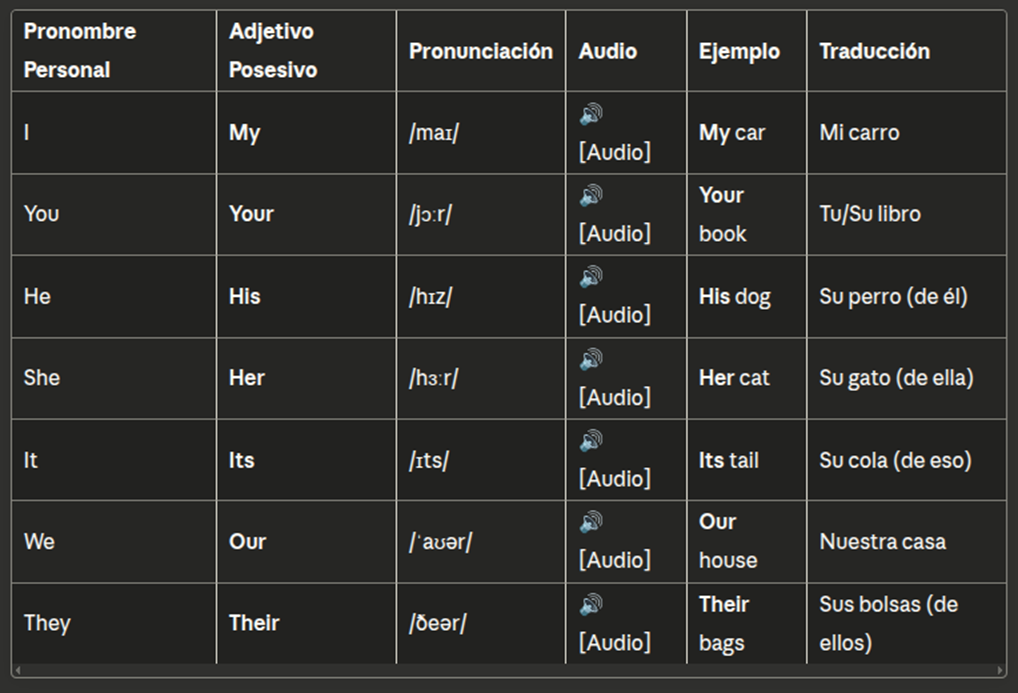 Pronombre Personal | Adjetivo Posesivo | Pronunciación | Audio | Ejemplo | Traducción
I | My | /maɪ/ | 🔊 [Audio] | My car | Mi carro
You | Your | /jɔːr/ | 🔊 [Audio] | Your book | Tu/Su libro
He | His | /hɪz/ | 🔊 [Audio] | His dog | Su perro (de él)
She | Her | /hɜːr/ | 🔊 [Audio] | Her cat | Su gato (de ella)
It | Its | /ɪts/ | 🔊 [Audio] | Its tail | Su cola (de eso)
We | Our | /ˈaʊər/ | 🔊 [Audio] | Our house | Nuestra casa
They | Their | /ðeər/ | 🔊 [Audio] | Their bags | Sus bolsas (de ellos)